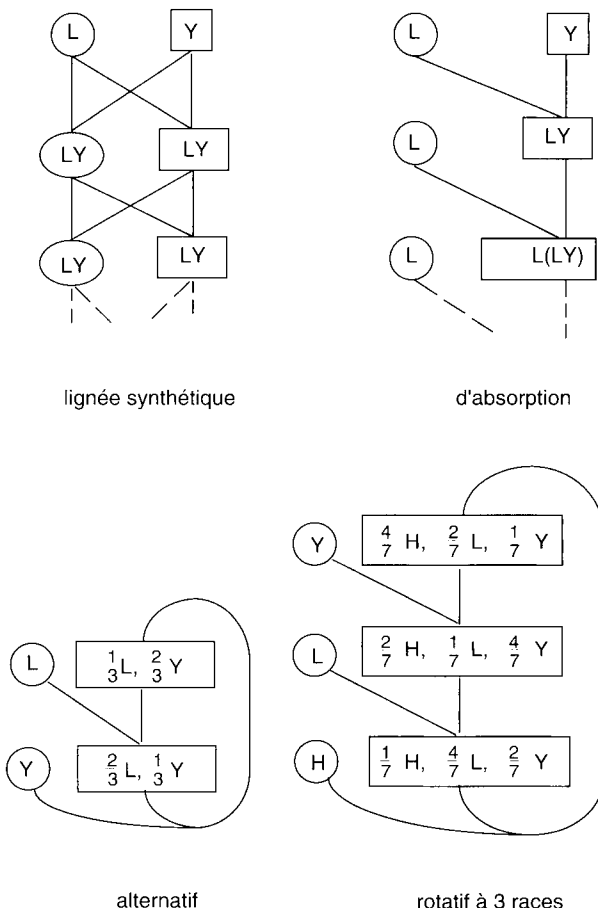 L Y
LY LY
LY LY
lignée synthétique
L Y
L LY
L L(LY)
d'absorption
L 1/3 L, 2/3 Y
Y 2/3 L, 1/3 Y
alternatif
4/7 H, 2/7 L, 1/7 Y
Y
2/7 H, 1/7 L, 4/7 Y
L
1/7 H, 4/7 L, 2/7 Y
H
rotatif à 3 races